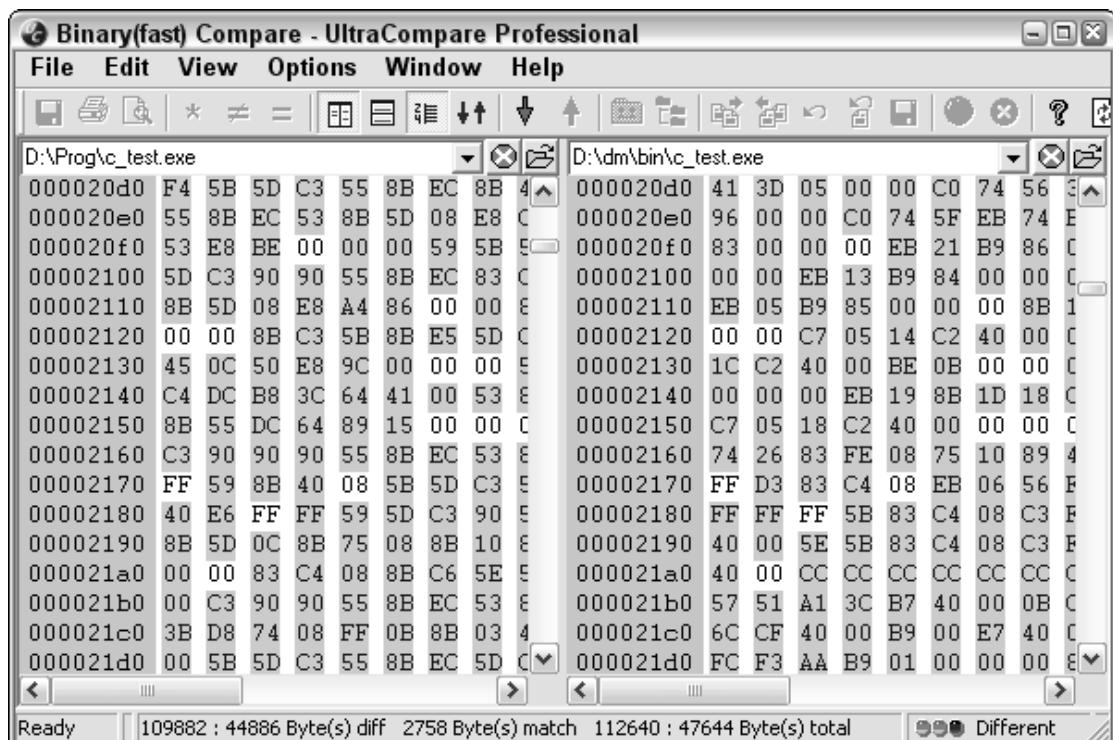 Binary(fast) Compare - UltraCompare Professional
File Edit View Options Window Help
D:\Prog\c_test.exe D:\dm\bin\c_test.exe
000020d0 F4 5B 5D C3 55 8B EC 8B 000020d0 41 3D 05 00 00 C0 74 56
000020e0 55 8B EC 53 8B 5D 08 E8 000020e0 96 00 00 C0 74 5F EB 74
000020f0 53 E8 BE 00 00 00 59 5B 000020f0 83 00 00 00 EB 21 B9 86
00002100 5D C3 90 90 55 8B EC 83 00002100 00 00 EB 13 B9 84 00 00
00002110 8B 5D 08 E8 A4 86 00 00 00002110 EB 05 B9 85 00 00 00 8B
00002120 00 00 8B C3 5B 8B E5 5D 00002120 00 00 C7 05 14 C2 40 00
00002130 45 0C 50 E8 9C 00 00 00 00002130 1C C2 40 00 BE 0B 00 00
00002140 C4 DC B8 3C 64 41 00 53 00002140 00 00 00 EB 19 8B 1D 18
00002150 8B 55 DC 64 89 15 00 00 00002150 C7 05 18 C2 40 00 00 00
00002160 C3 90 90 90 55 8B EC 53 00002160 74 26 83 FE 08 75 10 89
00002170 FF 59 8B 40 08 5B 5D C3 00002170 FF D3 83 C4 08 EB 06 56
00002180 40 E6 FF FF 59 5D C3 90 00002180 FF FF FF 5B 83 C4 08 C3
00002190 8B 5D 0C 8B 75 08 8B 10 00002190 40 00 5E 5B 83 C4 08 C3
000021a0 00 00 83 C4 08 8B C6 5E 000021a0 40 00 CC CC CC CC CC CC
000021b0 00 C3 90 90 55 8B EC 53 000021b0 57 51 A1 3C B7 40 00 0B
000021c0 3B D8 74 08 FF 0B 8B 03 000021c0 6C CF 40 00 B9 00 E7 40
000021d0 00 5B 5D C3 55 8B EC 5D 000021d0 FC F3 AA B9 01 00 00 00
Ready 109882 : 44886 Byte(s) diff 2758 Byte(s) match 112640 : 47644 Byte(s) total Different